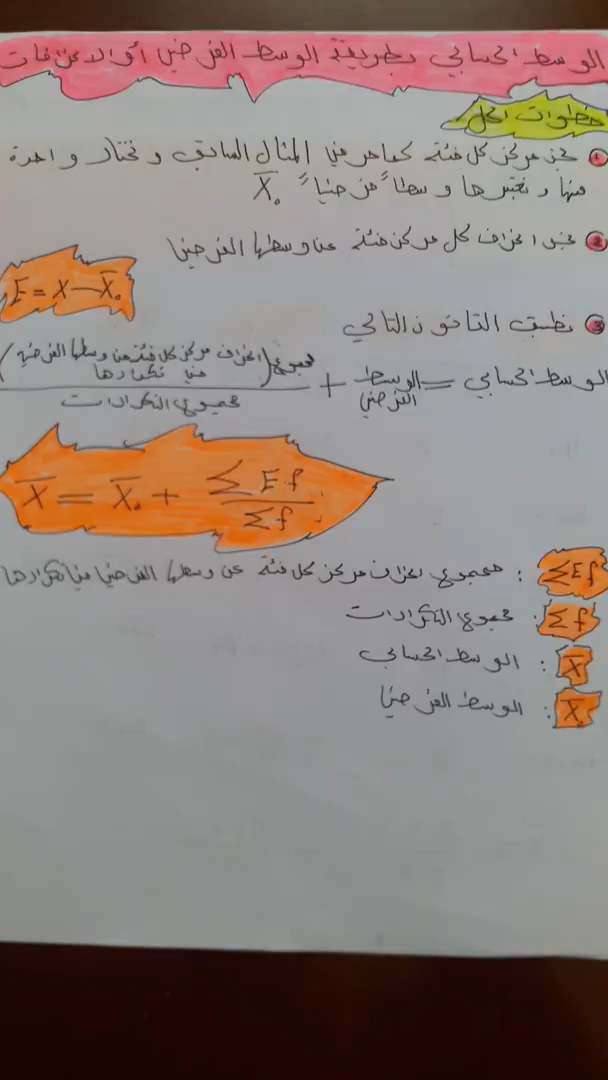 الوسط الحسابي بطريقة الوسط الفرضي أو الانحرافات
خطوات الحل
① نجد مركز كل فئة كما مر في المثال السابق و نختار واحدة
منها و نعتبرها وسطاً فرضياً X̄₀
② نجد انحراف كل مركز فئة عن وسطها الفرضي
E = X − X̄₀
③ نطبق القانون التالي
الوسط الحسابي = الوسط الفرضي + مجموع (انحراف مركز كل فئة عن وسطها الفرضي في تكرارها) / مجموع التكرارات
X̄ = X̄₀ + ΣEf / Σf
ΣEf : مجموع انحراف مركز كل فئة عن وسطها الفرضي في تكرارها
Σf : مجموع التكرارات
X̄ : الوسط الحسابي
X̄₀ : الوسط الفرضي